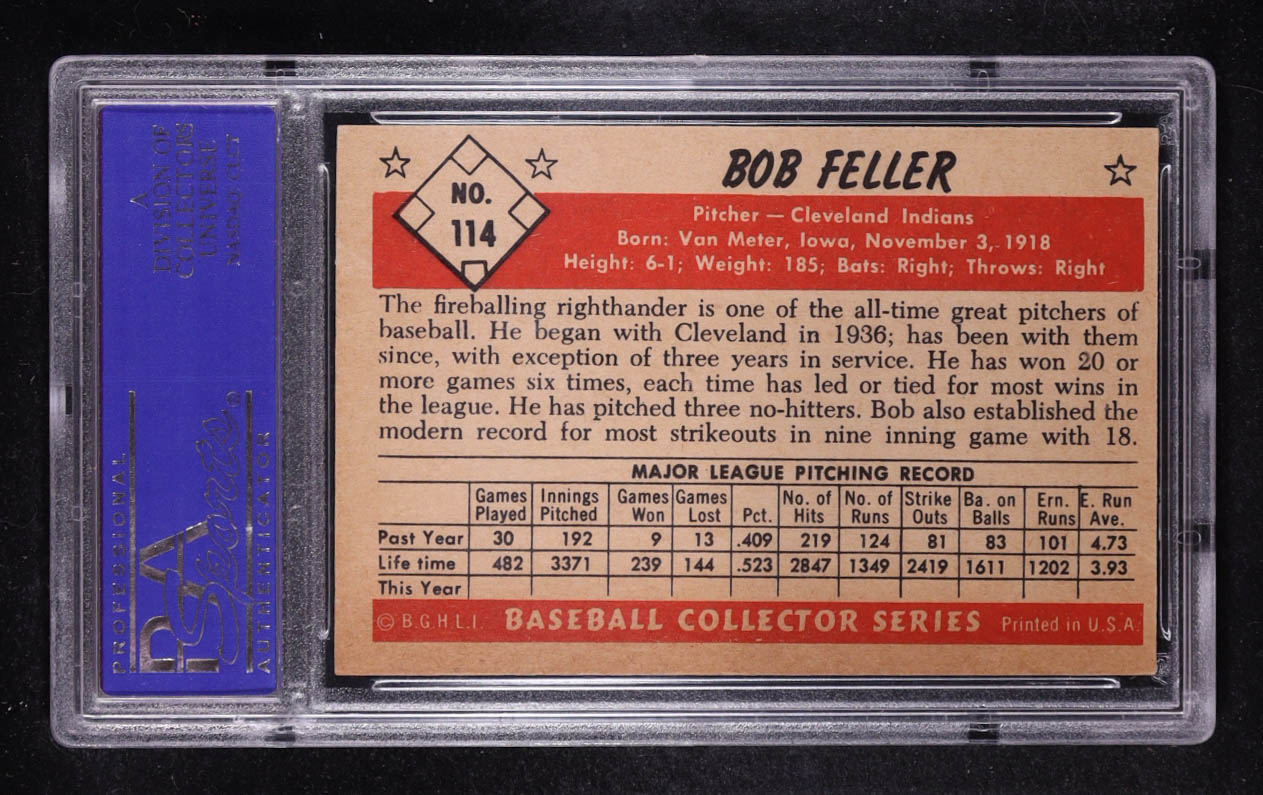 A
DIVISION OF
COLLECTORS
UNIVERSE
NASDAQ: CLCT
PROFESSIONAL
PSA
Sports®
AUTHENTICATOR
NO.
114
BOB FELLER
Pitcher — Cleveland Indians
Born: Van Meter, Iowa, November 3, 1918
Height: 6-1; Weight: 185; Bats: Right; Throws: Right
The fireballing righthander is one of the all-time great pitchers of
baseball. He began with Cleveland in 1936; has been with them
since, with exception of three years in service. He has won 20 or
more games six times, each time has led or tied for most wins in
the league. He has pitched three no-hitters. Bob also established the
modern record for most strikeouts in nine inning game with 18.
MAJOR LEAGUE PITCHING RECORD
Games Innings Games Games No. of No. of Strike Ba. on Ern. E. Run
Played Pitched Won Lost Pct. Hits Runs Outs Balls Runs Ave.
Past Year 30 192 9 13 .409 219 124 81 83 101 4.73
Life time 482 3371 239 144 .523 2847 1349 2419 1611 1202 3.93
This Year
© B.G.H.L.I. BASEBALL COLLECTOR SERIES Printed in U.S.A.